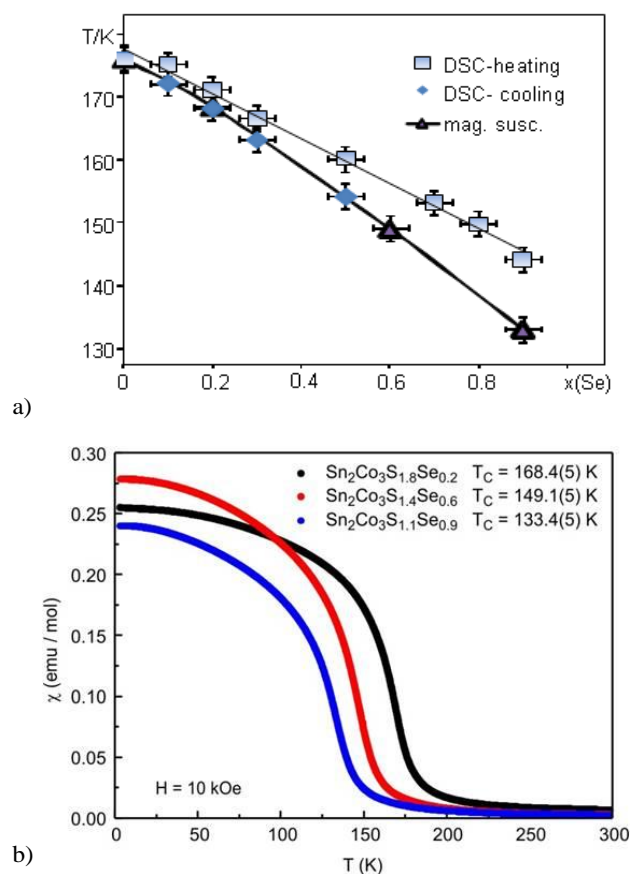 T/K
170
160
150
140
130
0
0.2
0.4
0.6
0.8
x(Se)
DSC-heating
DSC- cooling
mag. susc.
a)
0.30
0.25
0.20
0.15
0.10
0.05
0.00
χ (emu / mol)
Sn2Co3S1.8Se0.2 TC = 168.4(5) K
Sn2Co3S1.4Se0.6 TC = 149.1(5) K
Sn2Co3S1.1Se0.9 TC = 133.4(5) K
H = 10 kOe
0 50 100 150 200 250 300
T (K)
b)